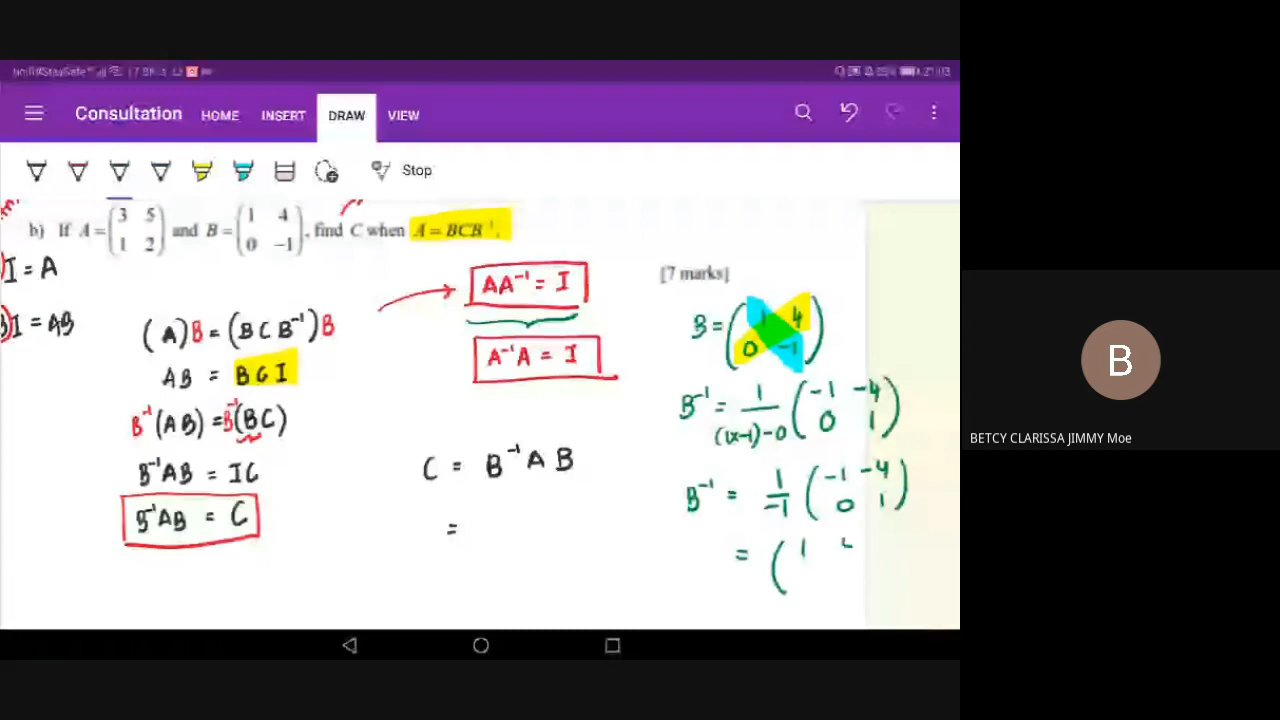 Consultation HOME INSERT DRAW VIEW
Stop
b) If A = (3 5 1 2) and B = (1 4 0 −1), find C when A = BCB⁻¹.
[7 marks]
I = A
I = AB
(A)B = (BCB⁻¹)B
AB = BCI
B⁻¹(AB) = B⁻¹(BC)
B⁻¹AB = IC
B⁻¹AB = C
AA⁻¹ = I
A⁻¹A = I
C = B⁻¹AB
=
B = (1 4 0 −1)
B⁻¹ = 1/(1x−1)−0 (−1 −4 0 1)
B⁻¹ = 1/−1 (−1 −4 0 1)
= ( 1
B
BETCY CLARISSA JIMMY Moe